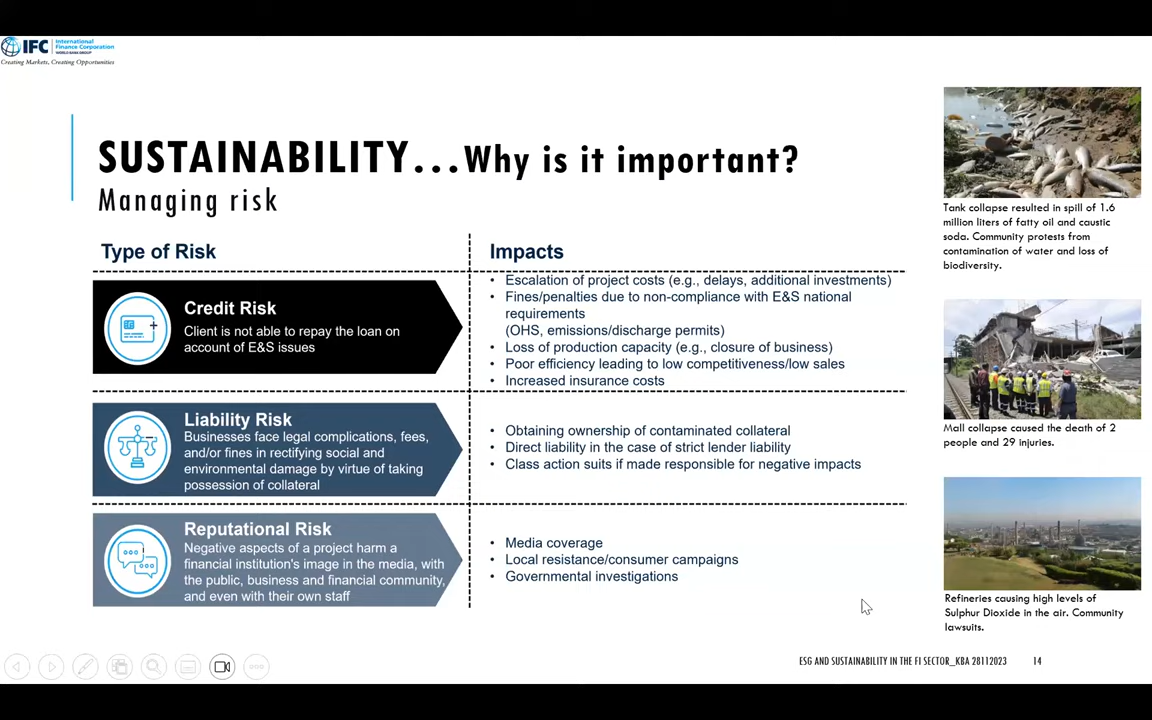 IFC
International
Finance Corporation
WORLD BANK GROUP
Creating Markets, Creating Opportunities
SUSTAINABILITY...Why is it important?
Managing risk
Type of Risk
Impacts
Credit Risk
Client is not able to repay the loan on
account of E&S issues
• Escalation of project costs (e.g., delays, additional investments)
• Fines/penalties due to non-compliance with E&S national
requirements
(OHS, emissions/discharge permits)
• Loss of production capacity (e.g., closure of business)
• Poor efficiency leading to low competitiveness/low sales
• Increased insurance costs
Liability Risk
Businesses face legal complications, fees,
and/or fines in rectifying social and
environmental damage by virtue of taking
possession of collateral
• Obtaining ownership of contaminated collateral
• Direct liability in the case of strict lender liability
• Class action suits if made responsible for negative impacts
Reputational Risk
Negative aspects of a project harm a
financial institution's image in the media, with
the public, business and financial community,
and even with their own staff
• Media coverage
• Local resistance/consumer campaigns
• Governmental investigations
Tank collapse resulted in spill of 1.6
million liters of fatty oil and caustic
soda. Community protests from
contamination of water and loss of
biodiversity.
Mall collapse caused the death of 2
people and 29 injuries.
Refineries causing high levels of
Sulphur Dioxide in the air. Community
lawsuits.
ESG AND SUSTAINABILITY IN THE FI SECTOR_KBA 28112023
14